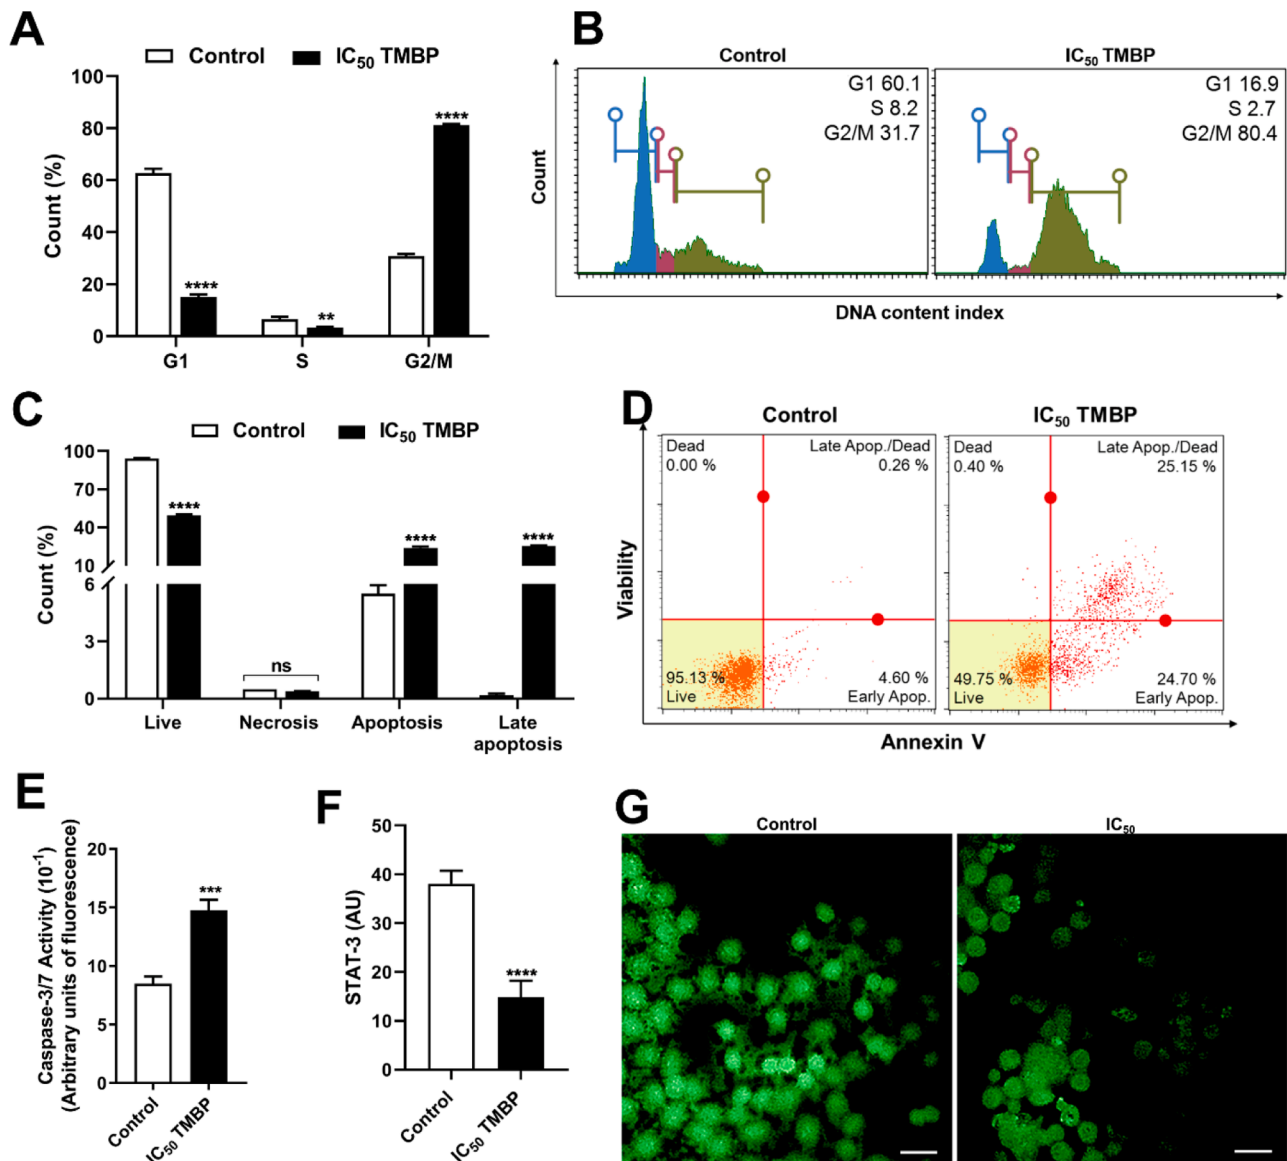 A
Control
IC50 TMBP
100
80
60
40
20
0
Count (%)
****
**
****
G1
S
G2/M
B
Control
IC50 TMBP
G1 60.1
S 8.2
G2/M 31.7
G1 16.9
S 2.7
G2/M 80.4
Count
DNA content index
C
Control
IC50 TMBP
100
70
40
10
6
3
0
Count (%)
****
ns
****
****
Live
Necrosis
Apoptosis
Late
apoptosis
D
Control
IC50 TMBP
Dead
0.00 %
Late Apop./Dead
0.26 %
95.13 %
Live
4.60 %
Early Apop.
Dead
0.40 %
Late Apop./Dead
25.15 %
49.75 %
Live
24.70 %
Early Apop.
Viability
Annexin V
E
Caspase-3/7 Activity (10-1)
(Arbitrary units of fluorescence)
20
15
10
5
0
***
Control
IC50 TMBP
F
STAT-3 (AU)
50
40
30
20
10
0
****
Control
IC50 TMBP
G
Control
IC50